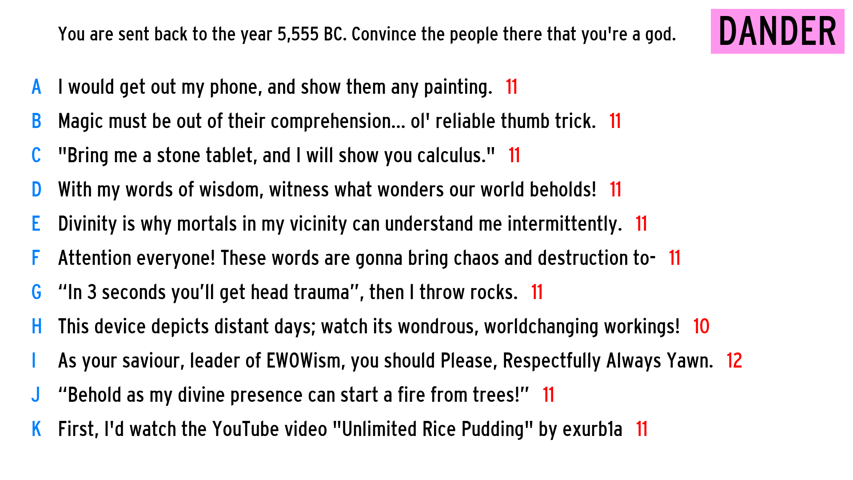 You are sent back to the year 5,555 BC. Convince the people there that you're a god.
DANDER
A I would get out my phone, and show them any painting. 11
B Magic must be out of their comprehension... ol' reliable thumb trick. 11
C "Bring me a stone tablet, and I will show you calculus." 11
D With my words of wisdom, witness what wonders our world beholds! 11
E Divinity is why mortals in my vicinity can understand me intermittently. 11
F Attention everyone! These words are gonna bring chaos and destruction to- 11
G “In 3 seconds you’ll get head trauma”, then I throw rocks. 11
H This device depicts distant days; watch its wondrous, worldchanging workings! 10
I As your saviour, leader of EWOWism, you should Please, Respectfully Always Yawn. 12
J “Behold as my divine presence can start a fire from trees!” 11
K First, I'd watch the YouTube video "Unlimited Rice Pudding" by exurb1a 11